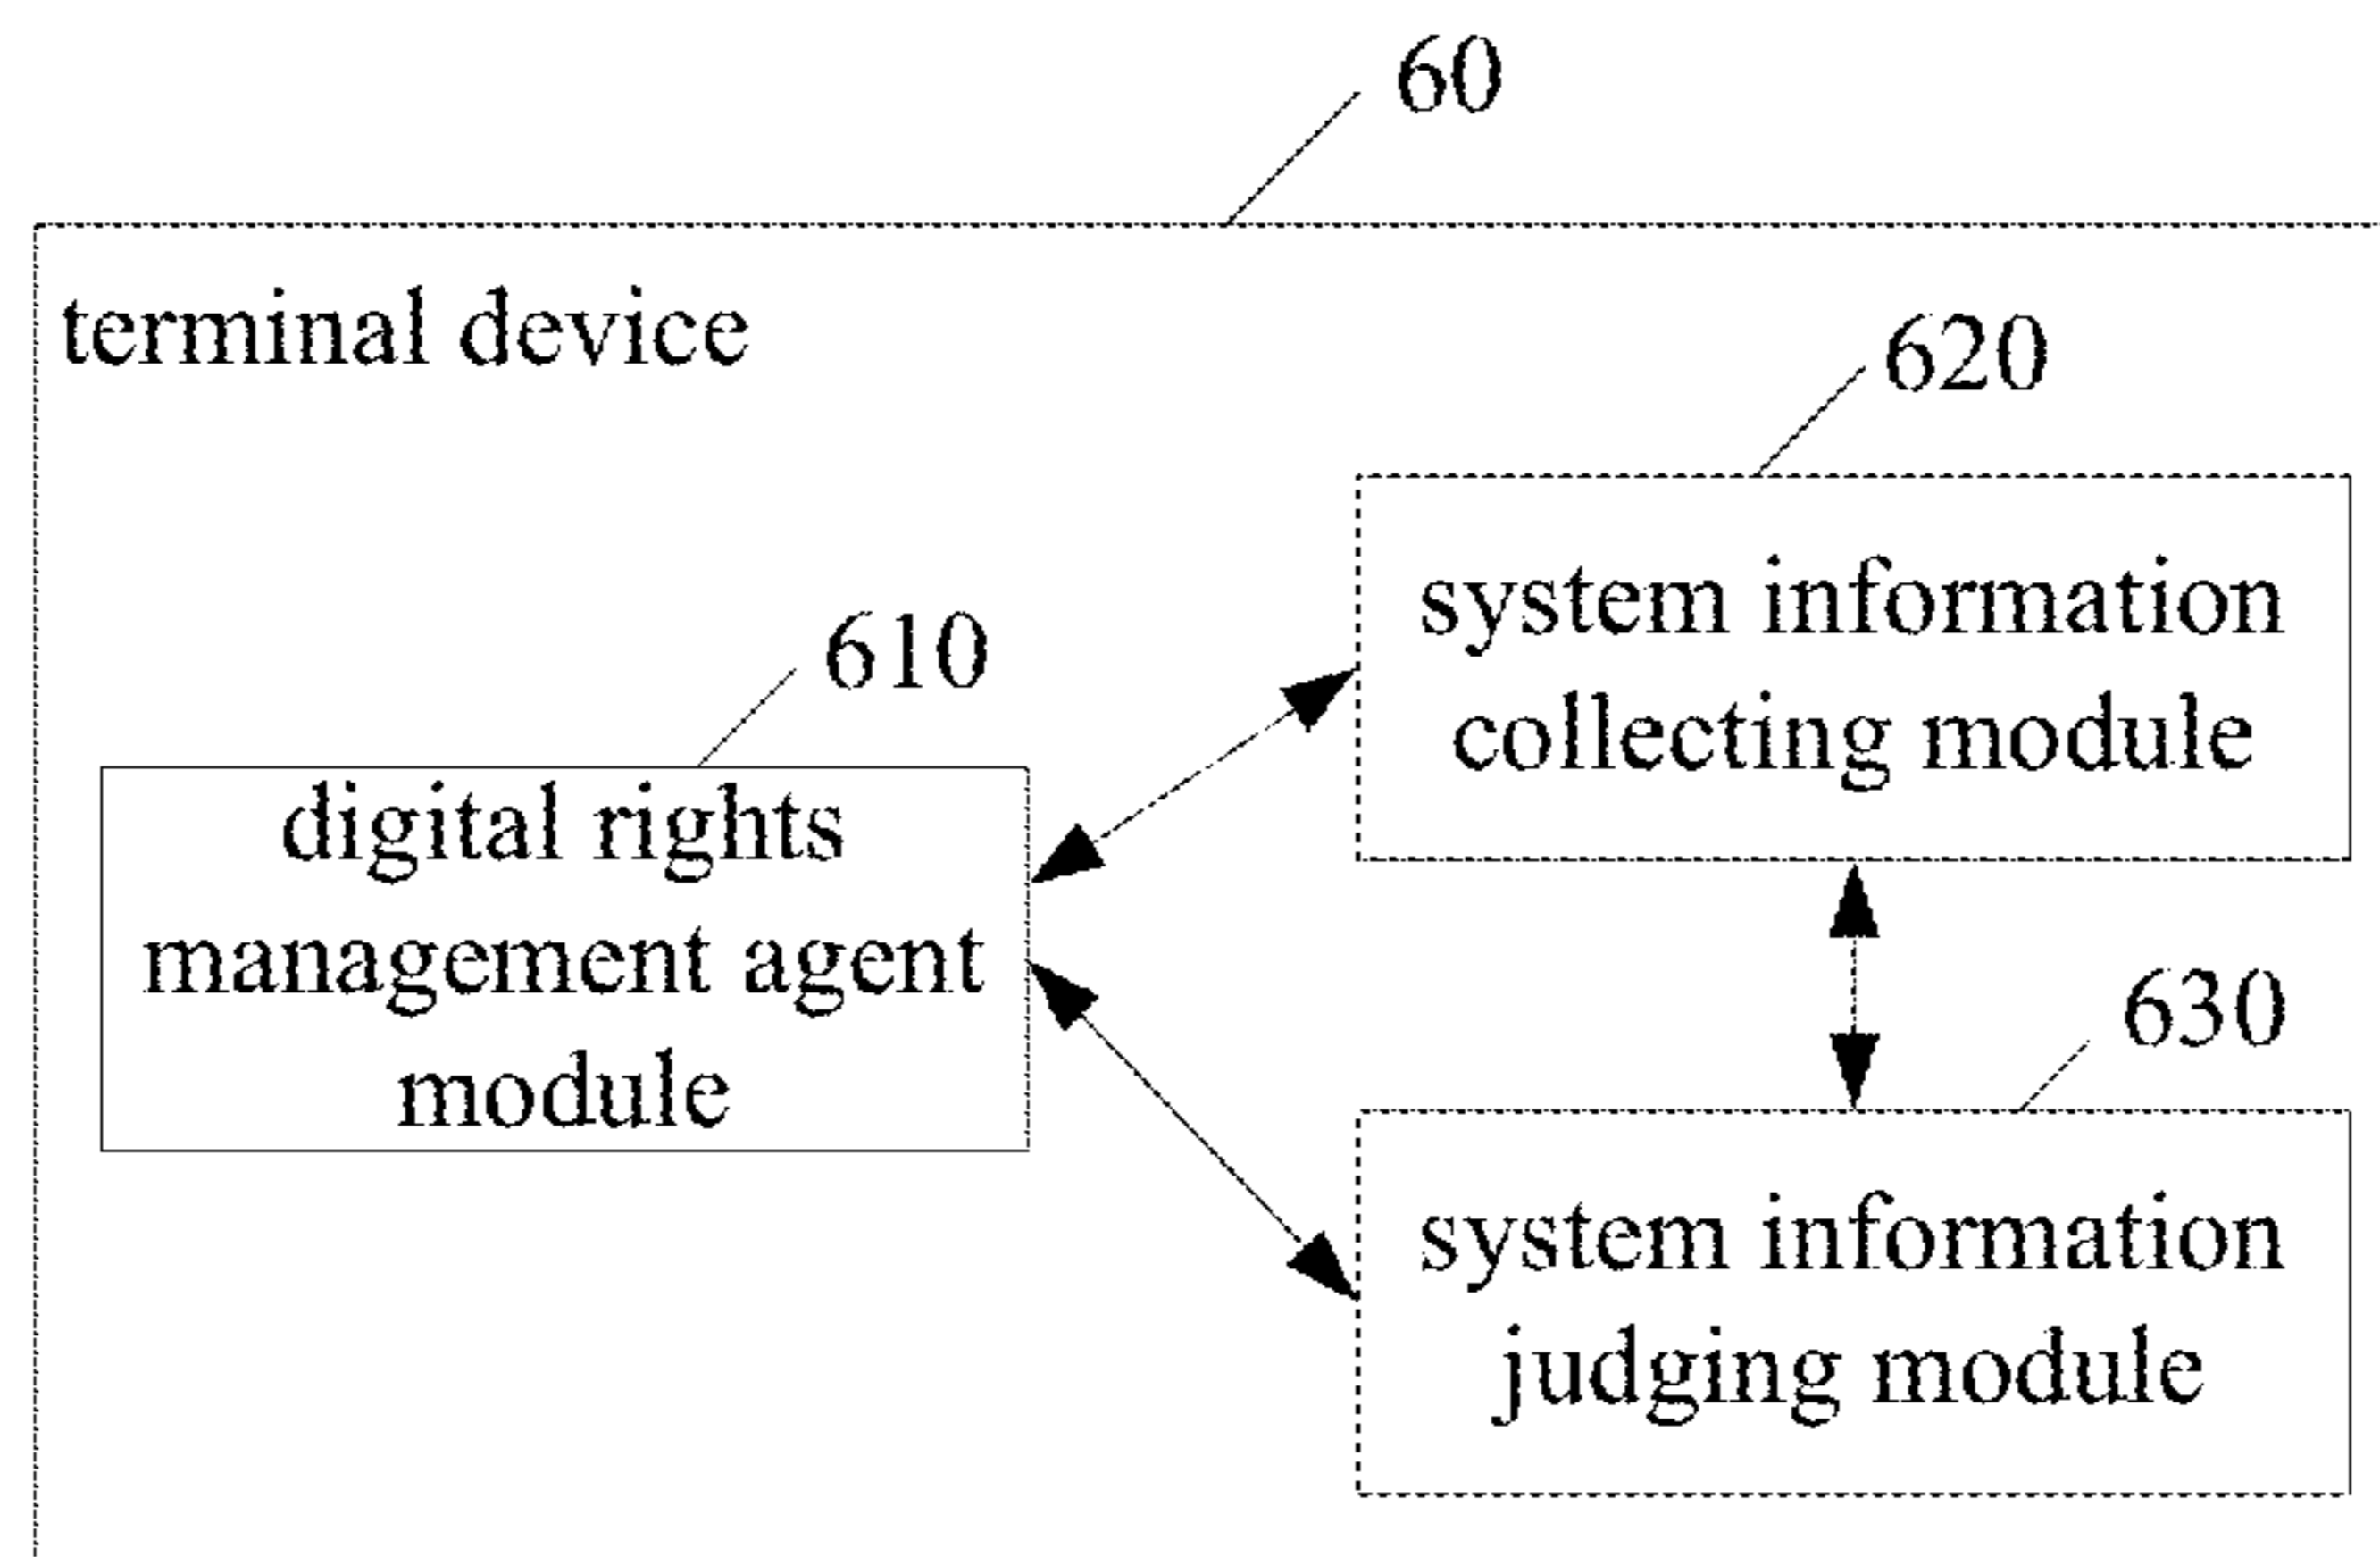 60
terminal device
620
system information
collecting module
610
digital rights
management agent
module
630
system information
judging module